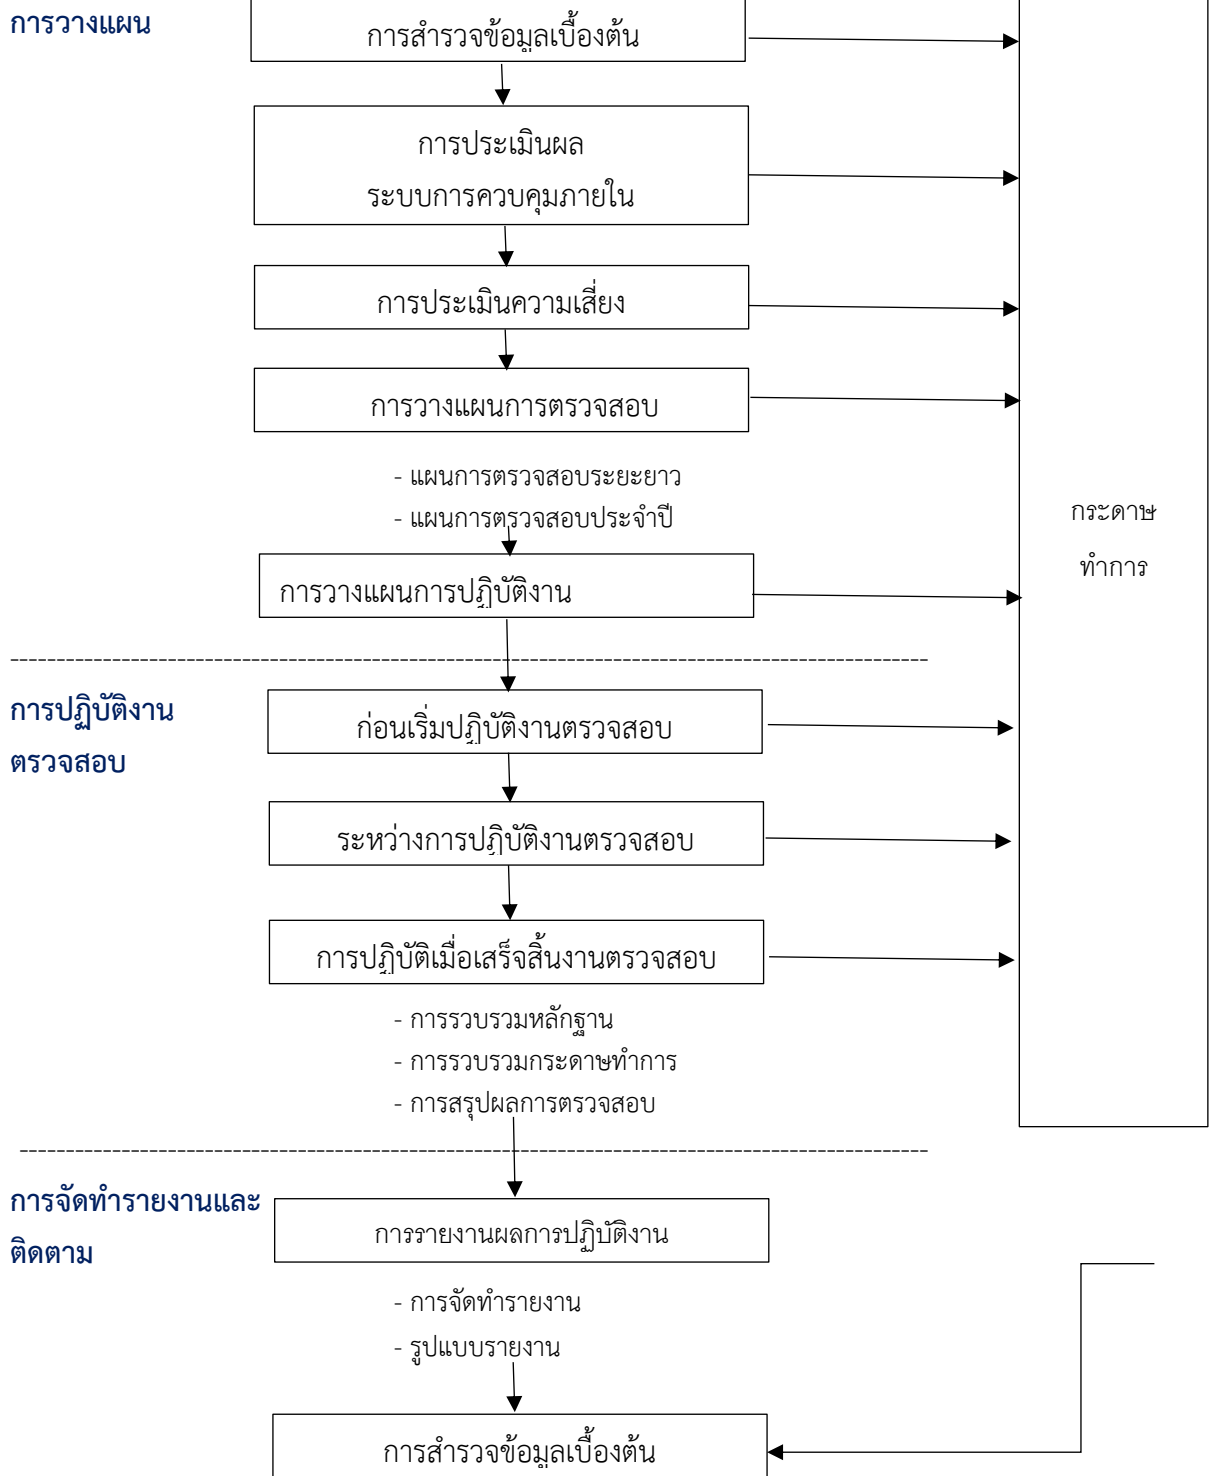 การวางแผน
การสำรวจข้อมูลเบื้องต้น
การประเมินผล
ระบบการควบคุมภายใน
การประเมินความเสี่ยง
การวางแผนการตรวจสอบ
- แผนการตรวจสอบระยะยาว
- แผนการตรวจสอบประจำปี
กระดาษ
ทำการ
การวางแผนการปฏิบัติงาน
การปฏิบัติงาน
ตรวจสอบ
ก่อนเริ่มปฏิบัติงานตรวจสอบ
ระหว่างการปฏิบัติงานตรวจสอบ
การปฏิบัติเมื่อเสร็จสิ้นงานตรวจสอบ
- การรวบรวมหลักฐาน
- การรวบรวมกระดาษทำการ
- การสรุปผลการตรวจสอบ
การจัดทำรายงานและ
ติดตาม
การรายงานผลการปฏิบัติงาน
- การจัดทำรายงาน
- รูปแบบรายงาน
การสำรวจข้อมูลเบื้องต้น